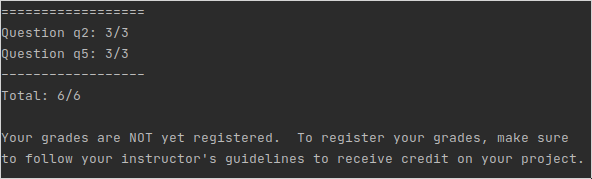 ==================
Question q2: 3/3
Question q5: 3/3
------------------
Total: 6/6
Your grades are NOT yet registered.  To register your grades, make sure
to follow your instructor's guidelines to receive credit on your project.